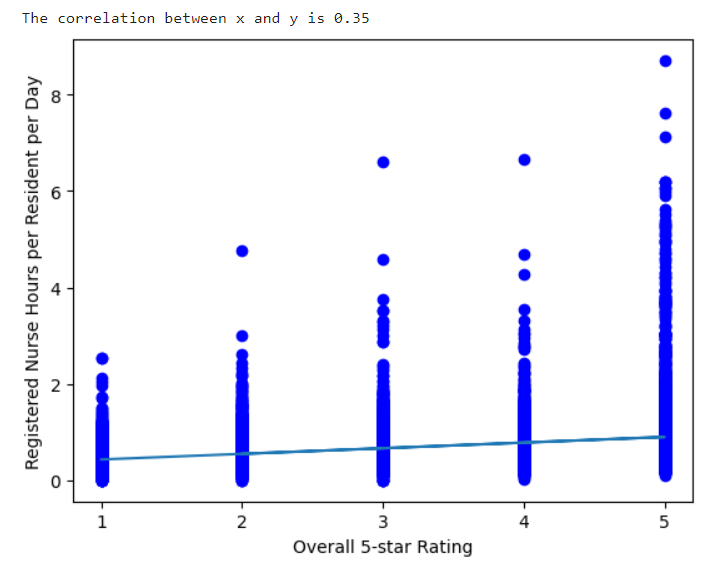 The correlation between x and y is 0.35
Registered Nurse Hours per Resident per Day
8
6
4
2
0
1 2 3 4 5
Overall 5-star Rating